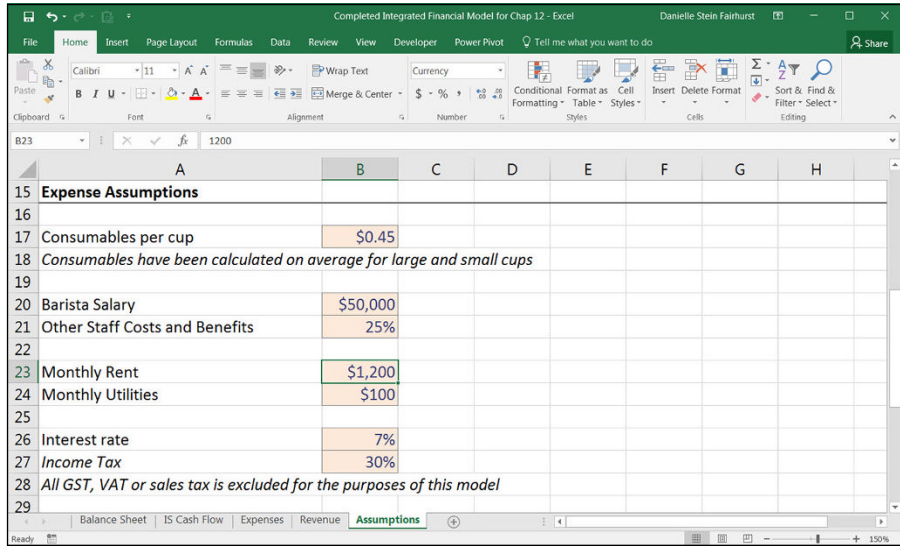 Completed Integrated Financial Model for Chap 12 - Excel Danielle Stein Fairhurst
File Home Insert Page Layout Formulas Data Review View Developer Power Pivot Tell me what you want to do Share
Paste Calibri 11 A A Wrap Text Currency Conditional Format as Cell Insert Delete Format Sort & Find &
B I U A Merge & Center $ % , Formatting Table Styles Filter Select
Clipboard Font Alignment Number Styles Cells Editing
B23 fx 1200
A B C D E F G H
15 Expense Assumptions
16
17 Consumables per cup $0.45
18 Consumables have been calculated on average for large and small cups
19
20 Barista Salary $50,000
21 Other Staff Costs and Benefits 25%
22
23 Monthly Rent $1,200
24 Monthly Utilities $100
25
26 Interest rate 7%
27 Income Tax 30%
28 All GST, VAT or sales tax is excluded for the purposes of this model
29
Balance Sheet IS Cash Flow Expenses Revenue Assumptions
Ready 150%